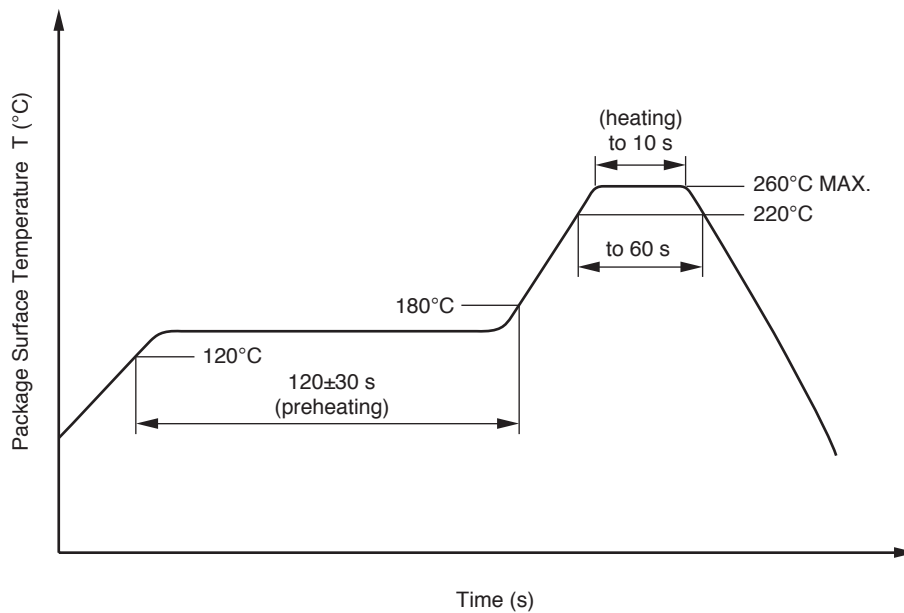 Package Surface Temperature T (°C)
(heating)
to 10 s
260°C MAX.
220°C
to 60 s
180°C
120°C
120±30 s
(preheating)
Time (s)